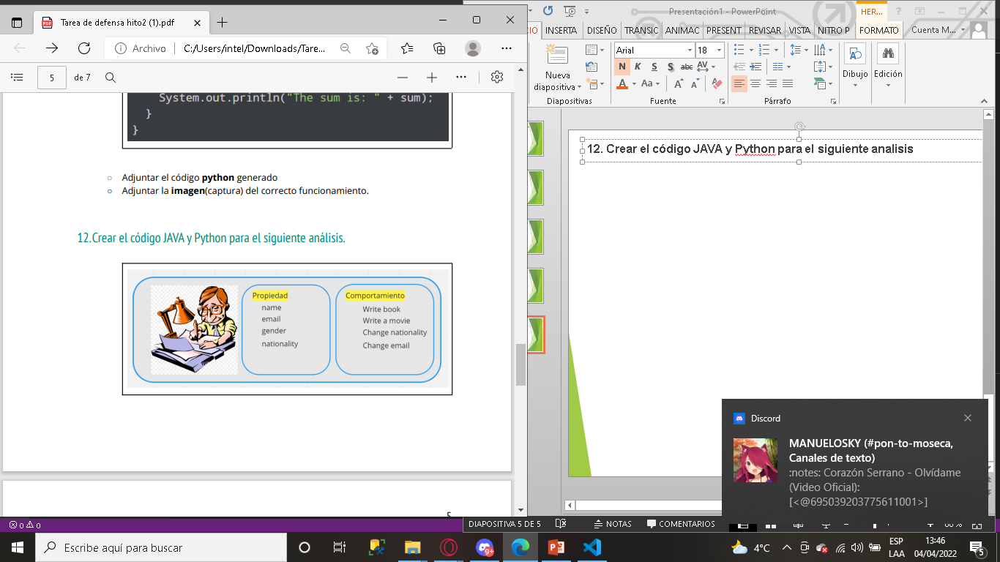 Tarea de defensa hito2 (1).pdf
Archivo
C:/Users/intel/Downloads/Tare...
5
de 7
System.out.println("The sum is: " + sum);
}
}
Adjuntar el código python generado
Adjuntar la imagen(captura) del correcto funcionamiento.
12.Crear el código JAVA y Python para el siguiente análisis.
Propiedad
name
email
gender
nationality
Comportamiento
Write book
Write a movie
Change nationality
Change email
0 0
Presentación1 - PowerPoint
HER...
CIO INSERTA DISEÑO TRANSIC ANIMAC PRESENT REVISAR VISTA NITRO P FORMATO Cuenta M...
Nueva
diapositiva
Diapositivas
Arial
18
N K S S abc AV
A Aa A A
Fuente
Párrafo
Dibujo
Edición
12. Crear el código JAVA y Python para el siguiente analisis
Discord
MANUELOSKY (#pon-to-moseca,
Canales de texto)
:notes: Corazón Serrano - Olvídame
(Video Oficial):
[<@695039203775611001>]
DIAPOSITIVA 5 DE 5
NOTAS
COMENTARIOS
Escribe aquí para buscar
9+
4°C
ESP
LAA
13:46
04/04/2022
5